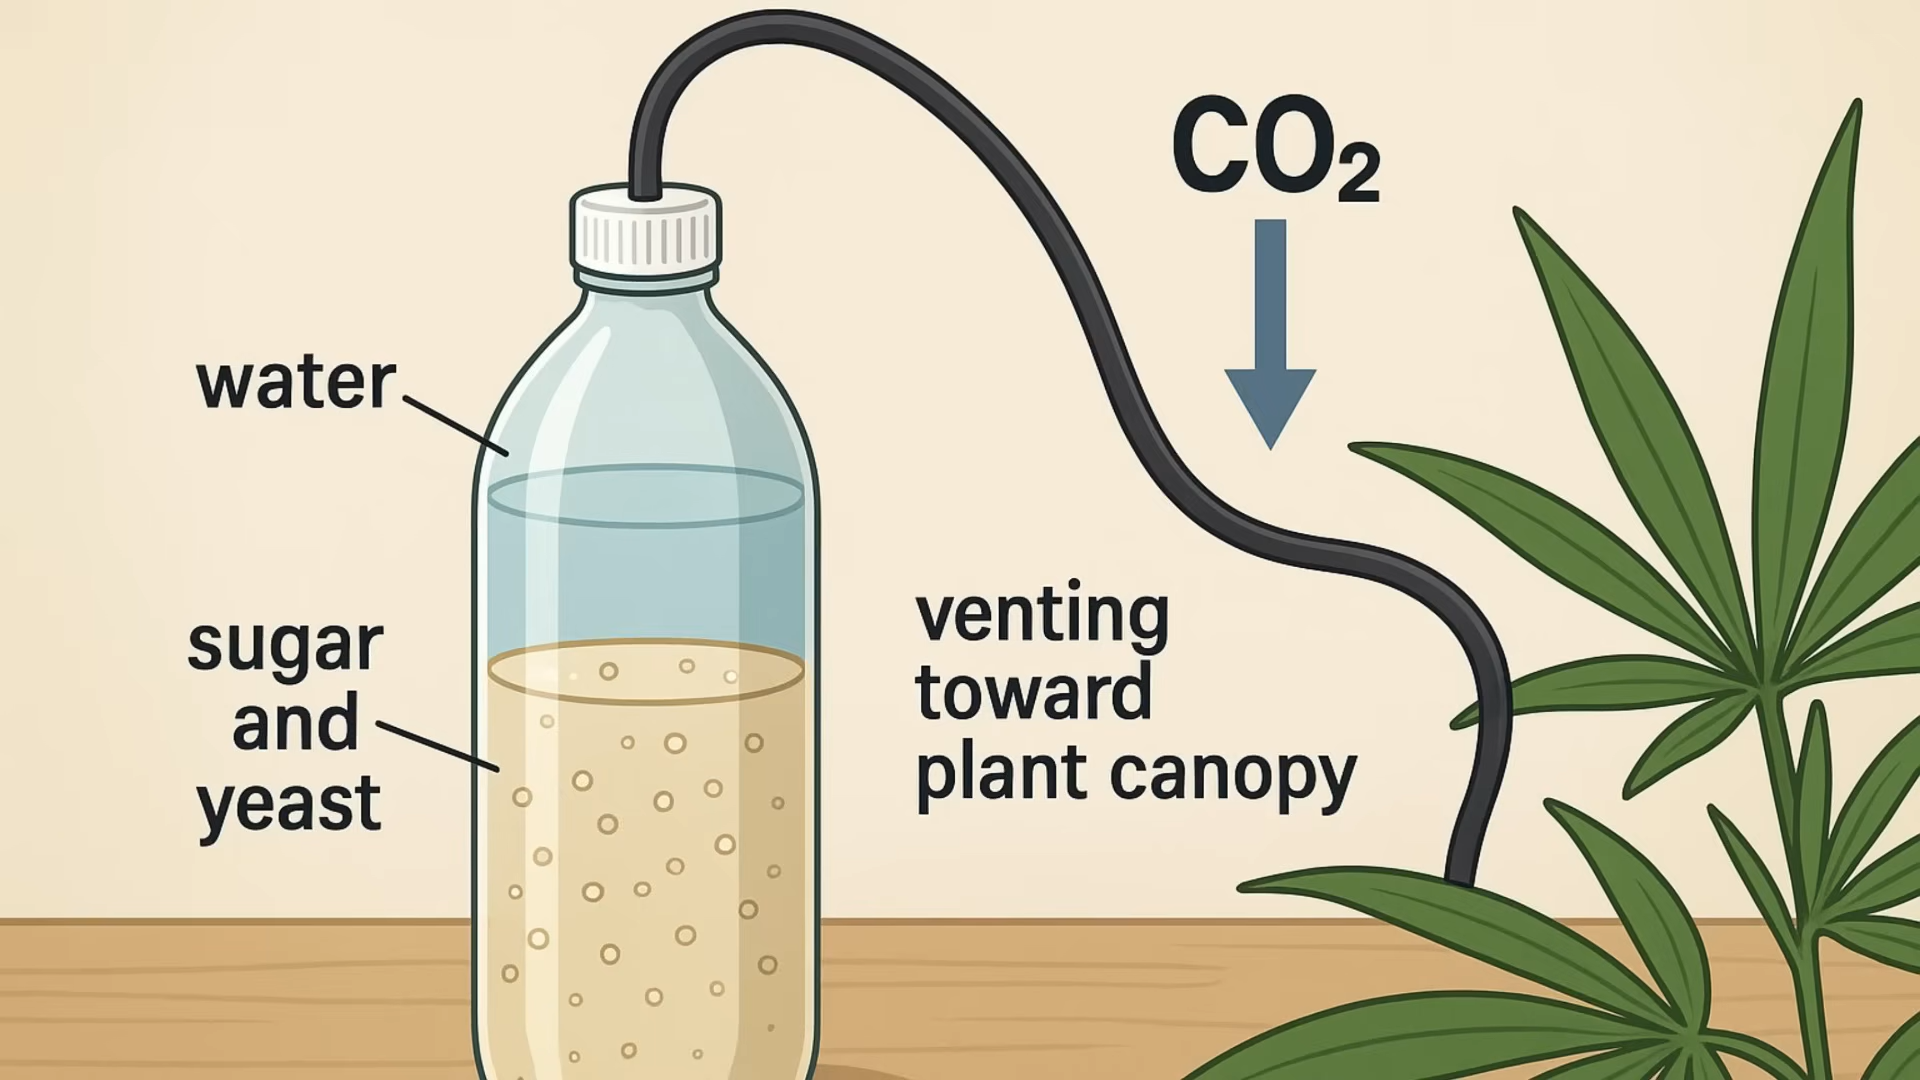 CO₂
water
sugar
and
yeast
venting
toward
plant canopy